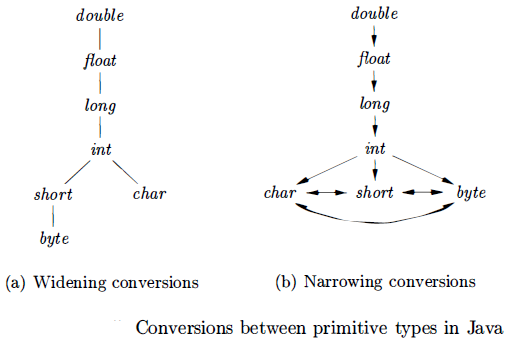 double
float
long
int
short char
byte
(a) Widening conversions
double
float
long
int
char short byte
(b) Narrowing conversions
Conversions between primitive types in Java